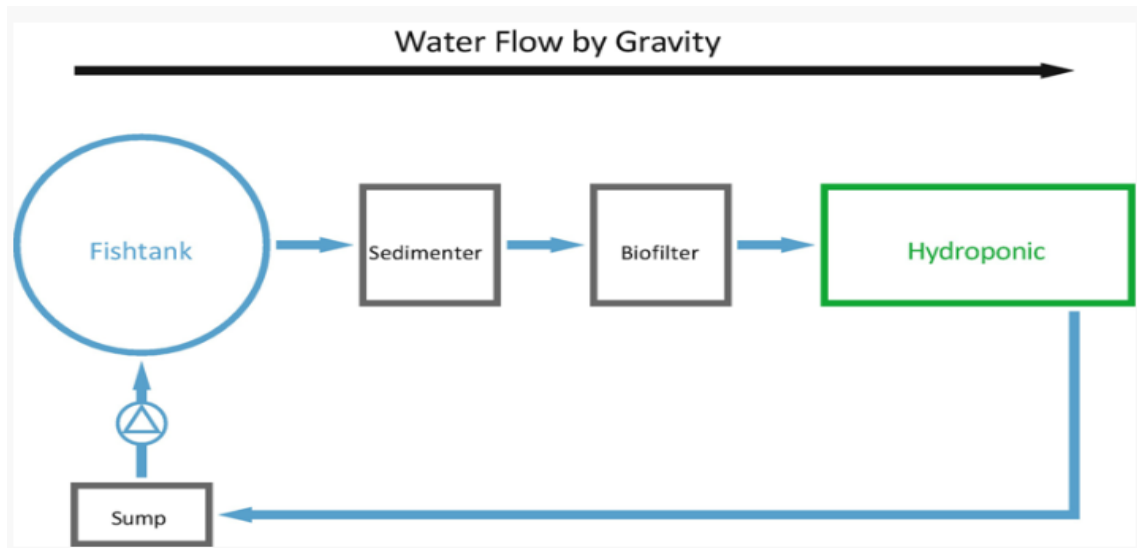 Water Flow by Gravity
Fishtank
Sedimenter
Biofilter
Hydroponic
Sump